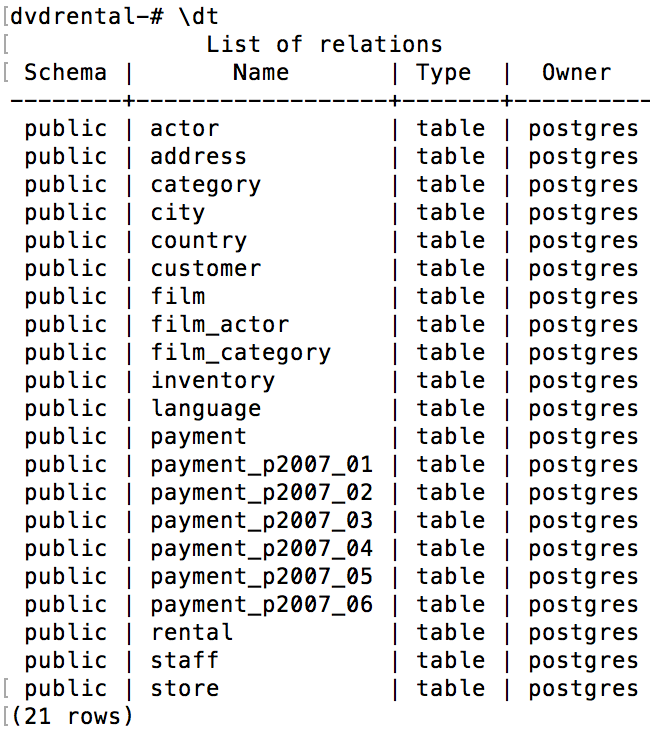 [dvdrental-# \dt
[              List of relations
[ Schema |       Name       | Type  |  Owner
--------+------------------+-------+----------
 public | actor            | table | postgres
 public | address          | table | postgres
 public | category         | table | postgres
 public | city             | table | postgres
 public | country          | table | postgres
 public | customer         | table | postgres
 public | film             | table | postgres
 public | film_actor       | table | postgres
 public | film_category    | table | postgres
 public | inventory        | table | postgres
 public | language         | table | postgres
 public | payment          | table | postgres
 public | payment_p2007_01 | table | postgres
 public | payment_p2007_02 | table | postgres
 public | payment_p2007_03 | table | postgres
 public | payment_p2007_04 | table | postgres
 public | payment_p2007_05 | table | postgres
 public | payment_p2007_06 | table | postgres
 public | rental           | table | postgres
 public | staff            | table | postgres
[ public | store            | table | postgres
[(21 rows)